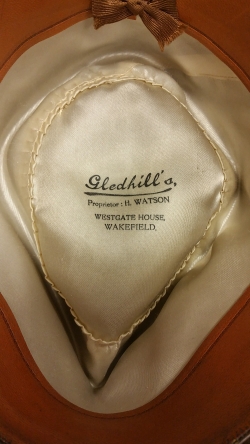 Gledhill's,
Proprietor : H. WATSON
WESTGATE HOUSE,
WAKEFIELD.